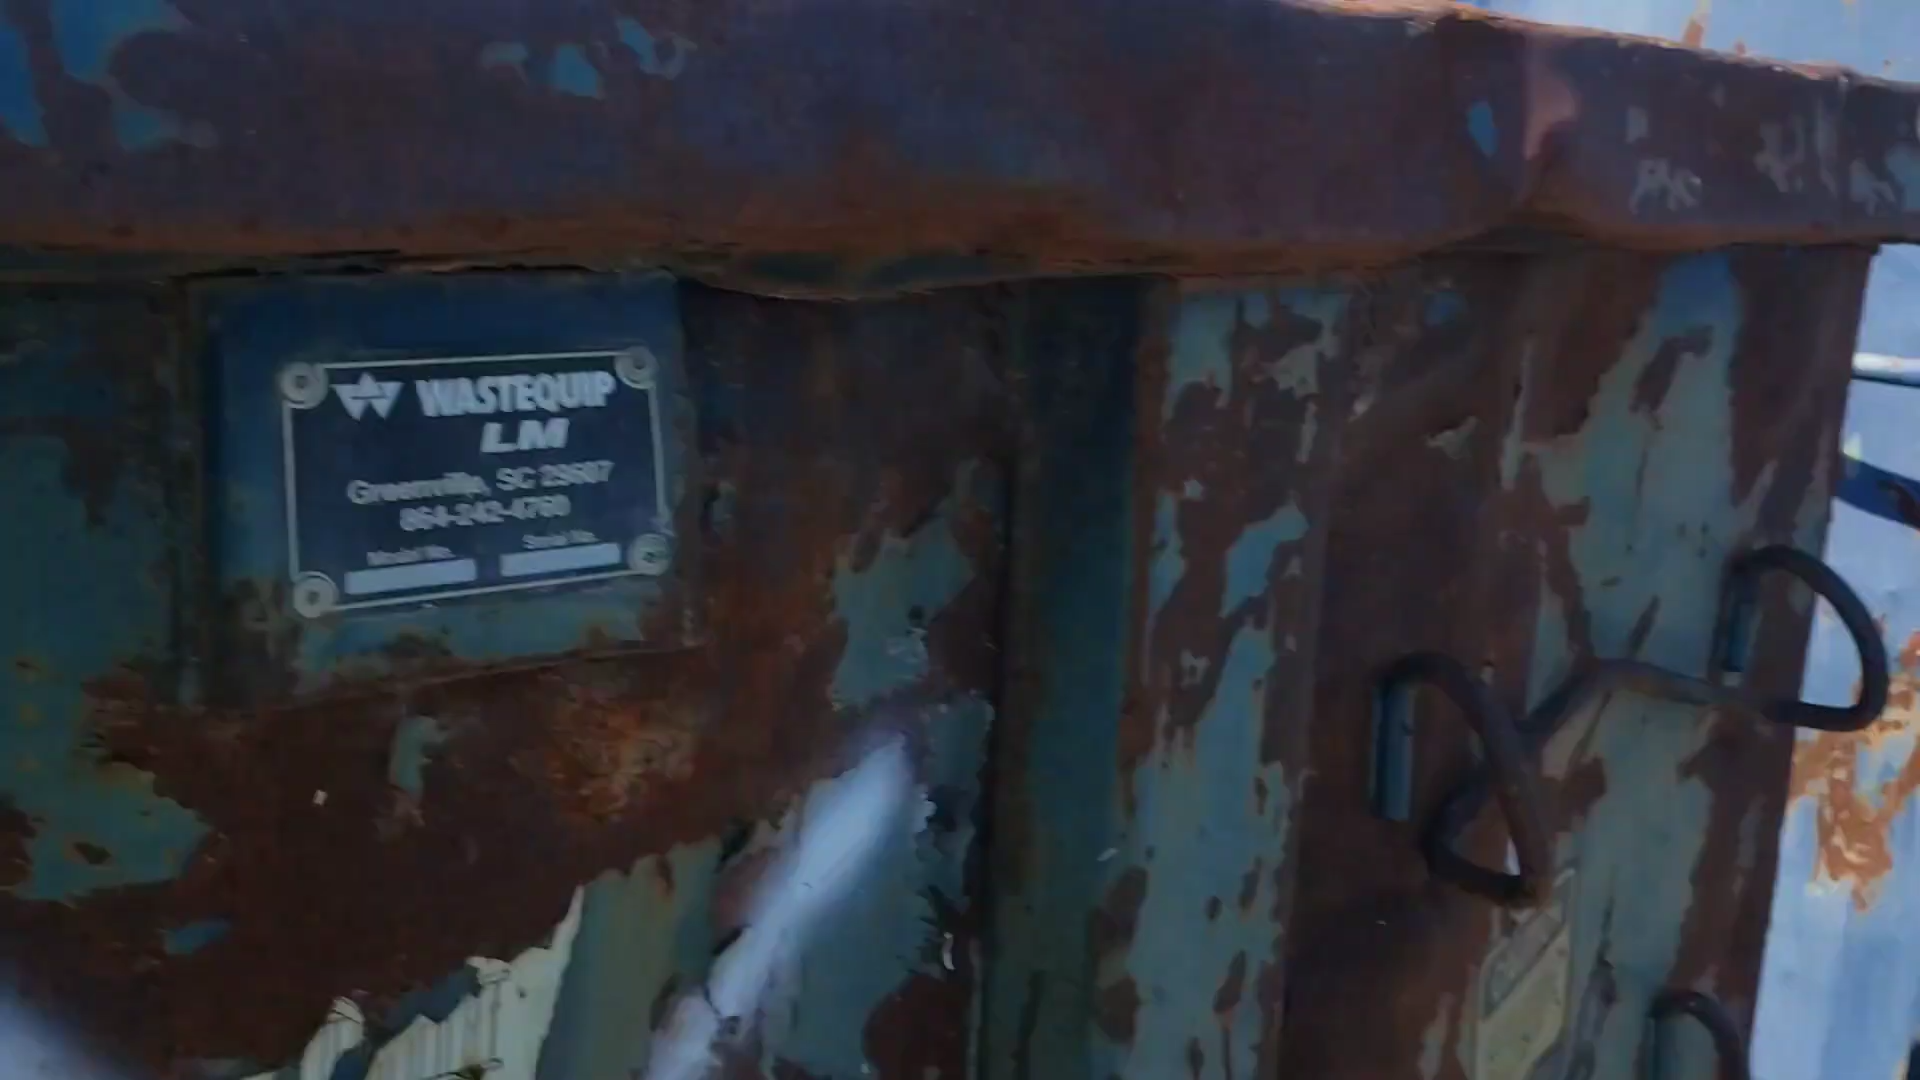 WASTEQUIP
LM
Greenville, SC 29607
864-242-4760
Model No.
Serial No.